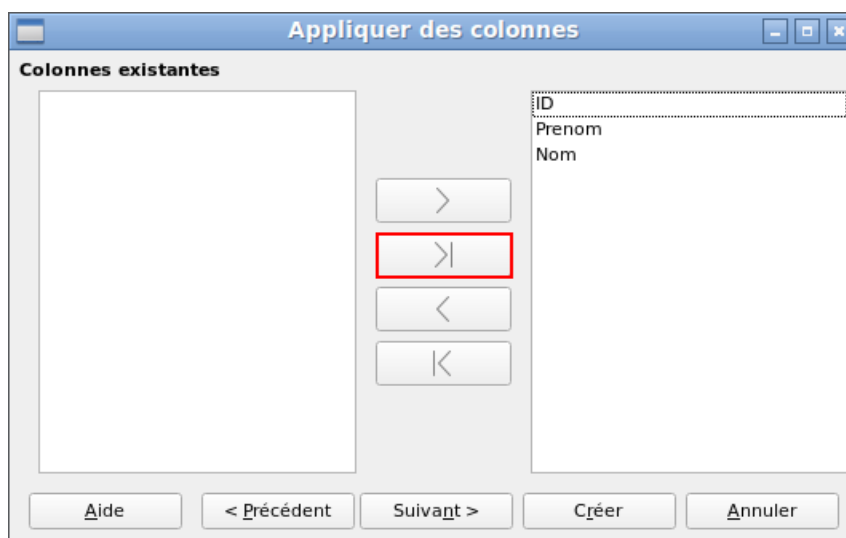 Appliquer des colonnes
Colonnes existantes
ID
Prenom
Nom
>
>|
<
|<
Aide
< Précédent
Suivant >
Créer
Annuler